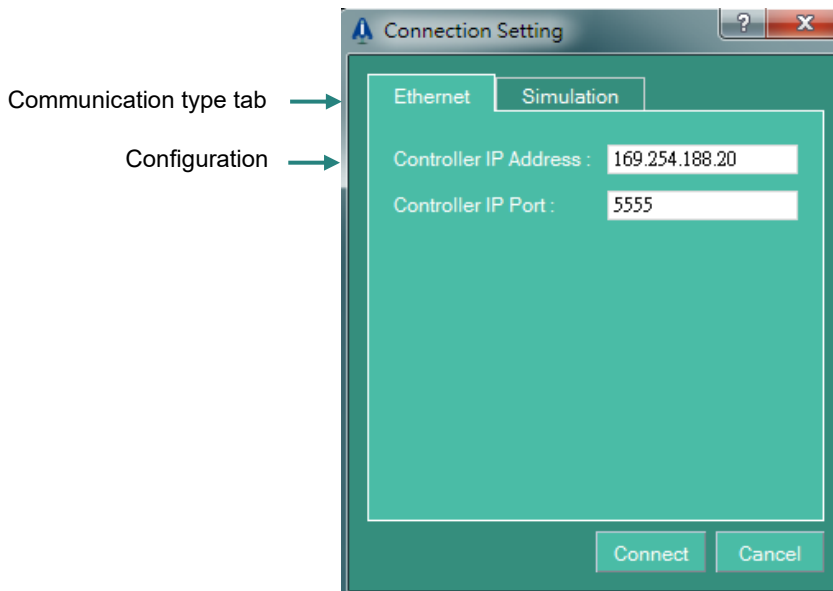 Connection Setting
?
X
Communication type tab
Ethernet
Simulation
Configuration
Controller IP Address : 169.254.188.20
Controller IP Port : 5555
Connect
Cancel